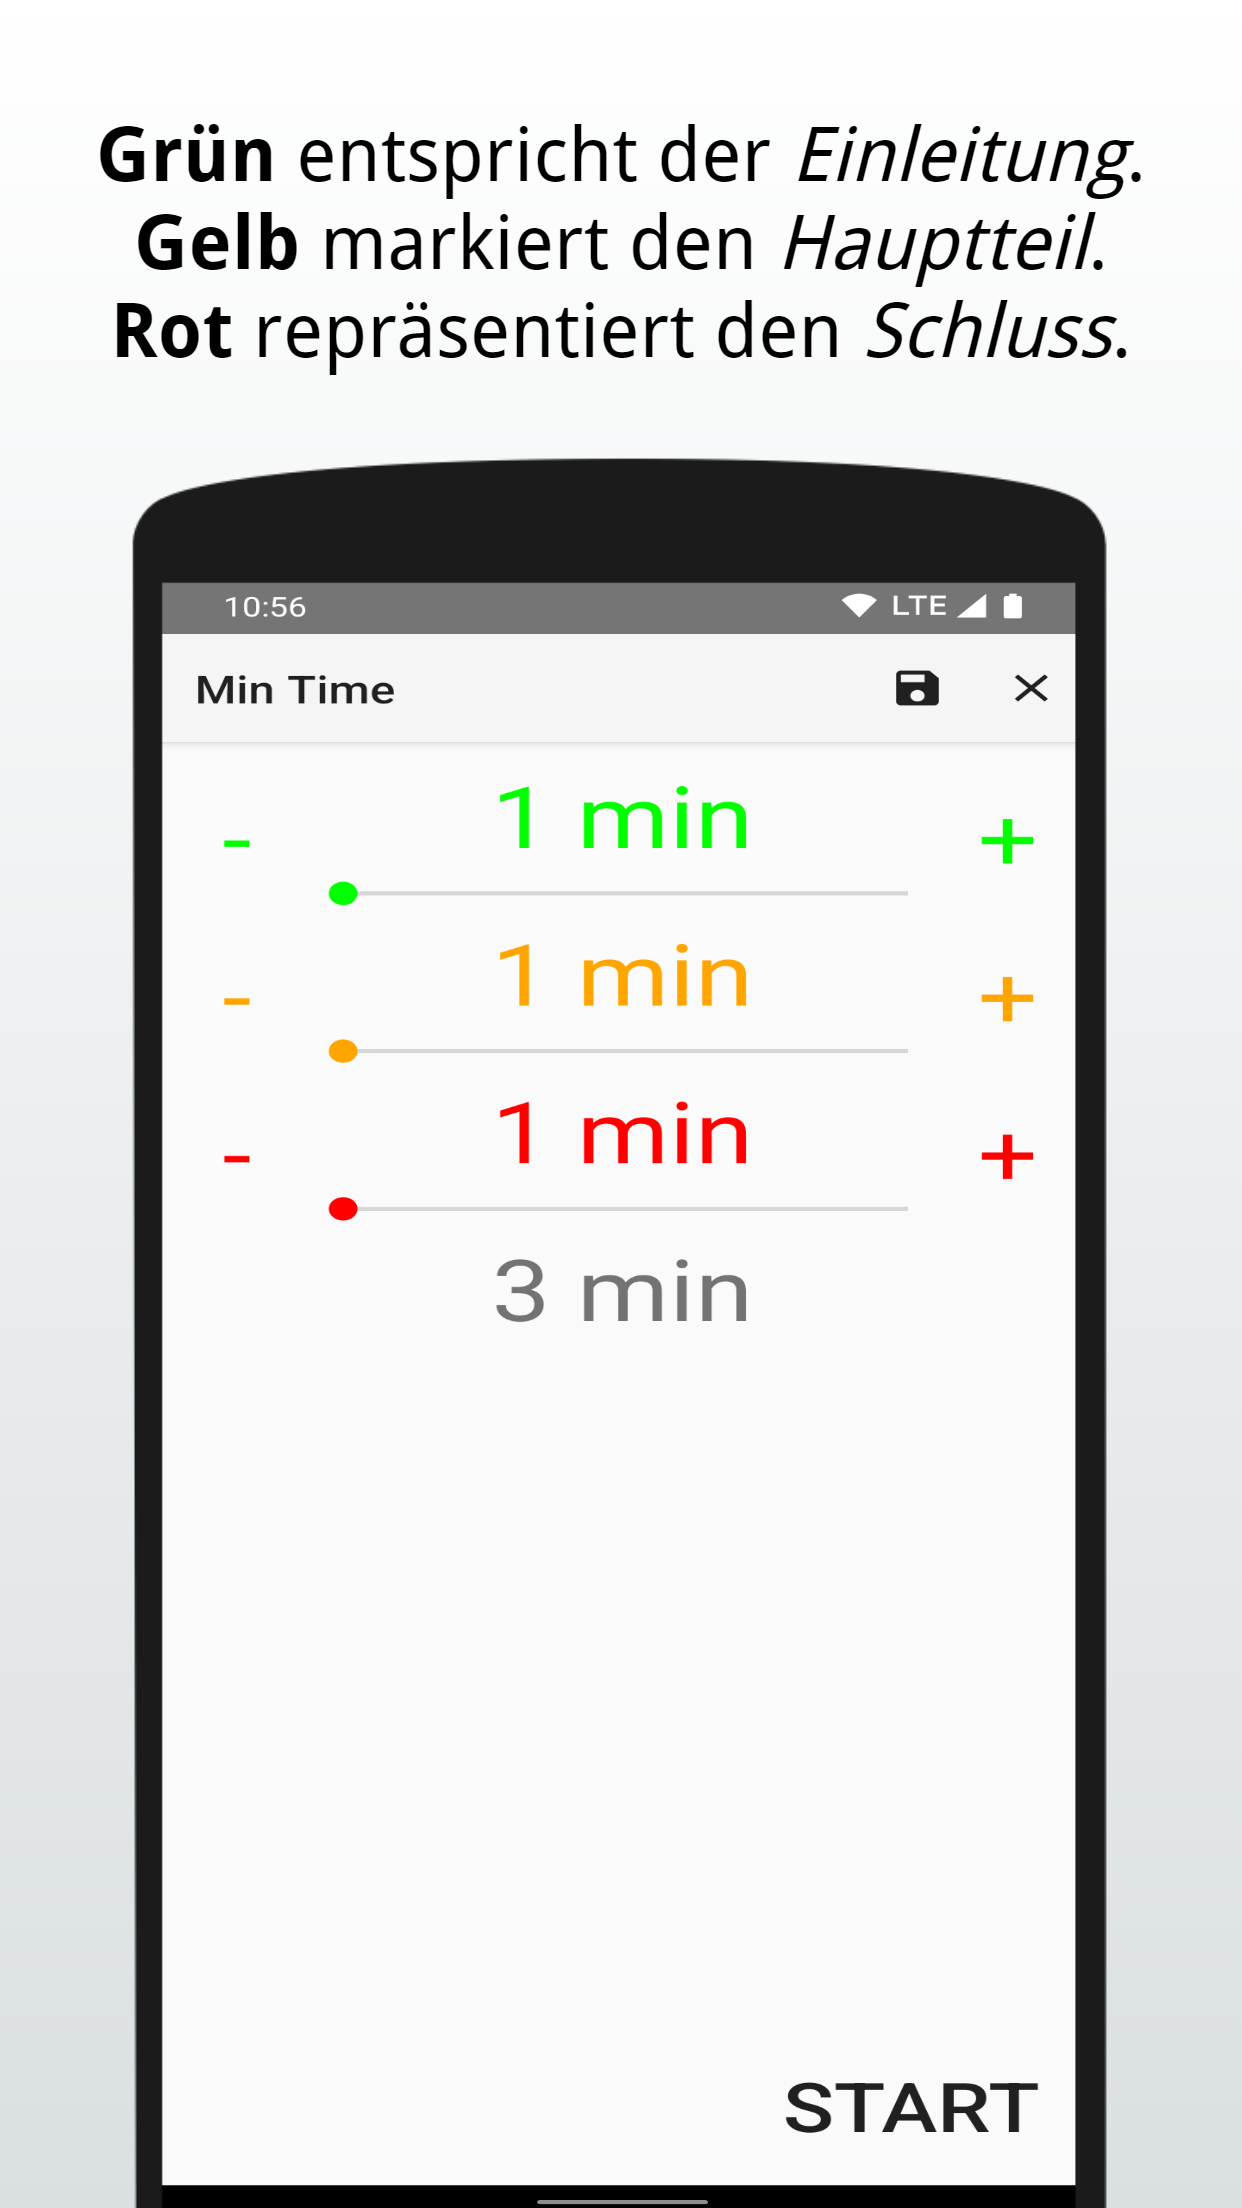 Grün entspricht der Einleitung.
Gelb markiert den Hauptteil.
Rot repräsentiert den Schluss.
10:56 LTE
Min Time
1 min
- +
1 min
- +
1 min
- +
3 min
START